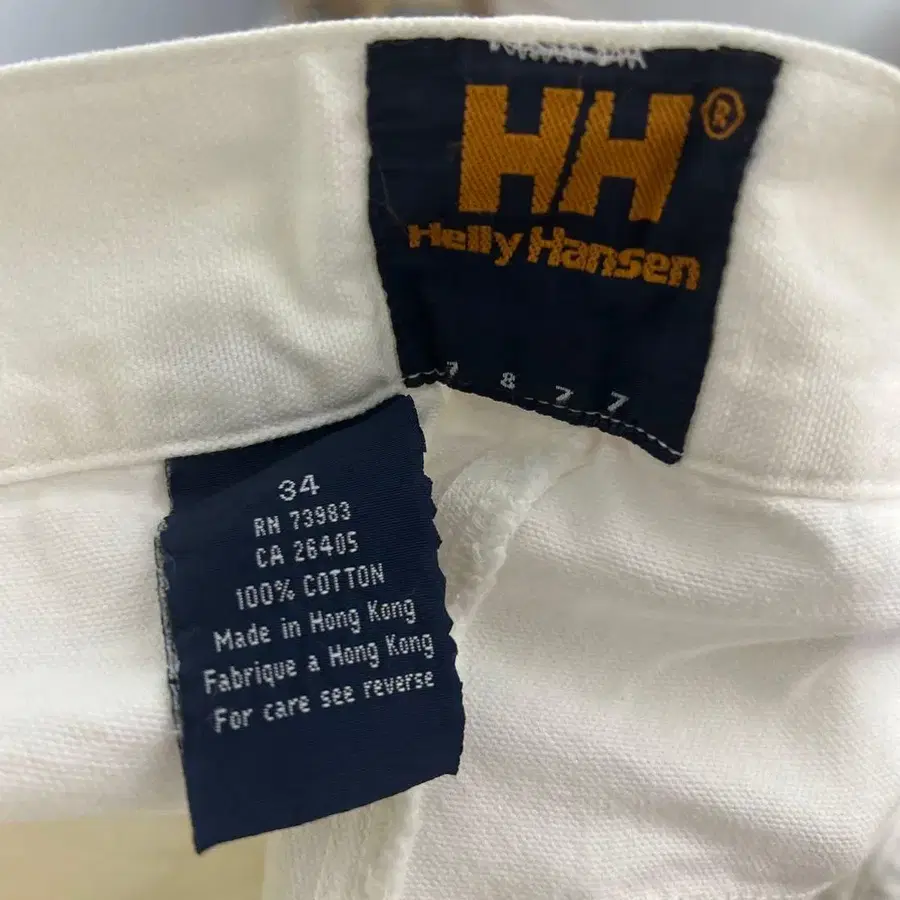 HH®
Helly Hansen
7 8 7 7
34
RN 73983
CA 26405
100% COTTON
Made in Hong Kong
Fabrique a Hong Kong
For care see reverse